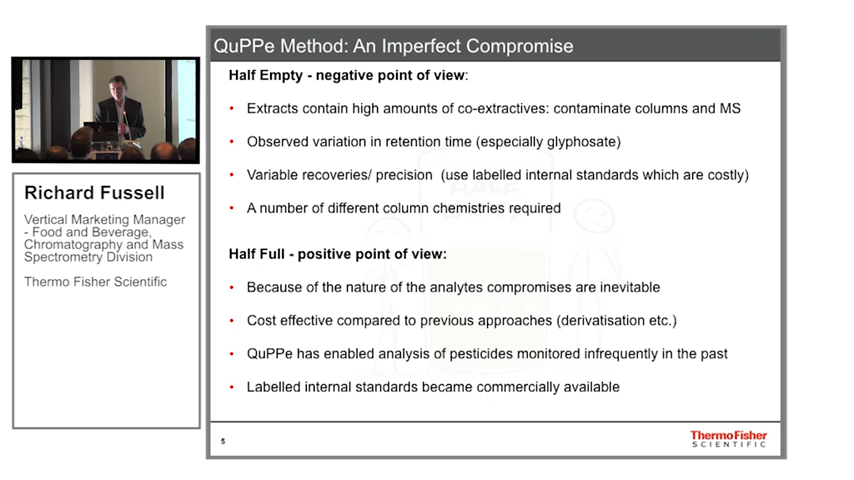 QuPPe Method: An Imperfect Compromise
Half Empty - negative point of view:
• Extracts contain high amounts of co-extractives: contaminate columns and MS
• Observed variation in retention time (especially glyphosate)
• Variable recoveries/ precision (use labelled internal standards which are costly)
• A number of different column chemistries required
Half Full - positive point of view:
• Because of the nature of the analytes compromises are inevitable
• Cost effective compared to previous approaches (derivatisation etc.)
• QuPPe has enabled analysis of pesticides monitored infrequently in the past
• Labelled internal standards became commercially available
5
ThermoFisher
SCIENTIFIC
Richard Fussell
Vertical Marketing Manager
- Food and Beverage,
Chromatography and Mass
Spectrometry Division
Thermo Fisher Scientific